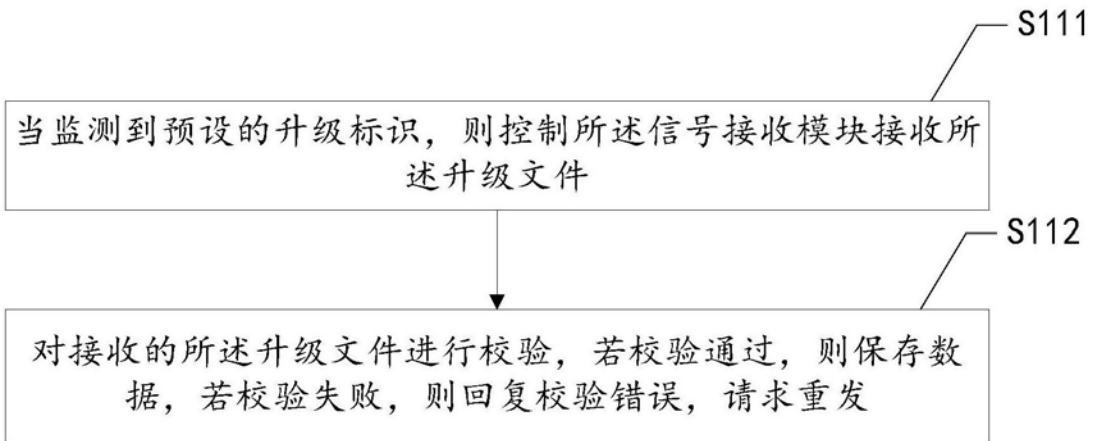 S111
当监测到预设的升级标识，则控制所述信号接收模块接收所
述升级文件
S112
对接收的所述升级文件进行校验，若校验通过，则保存数
据，若校验失败，则回复校验错误，请求重发